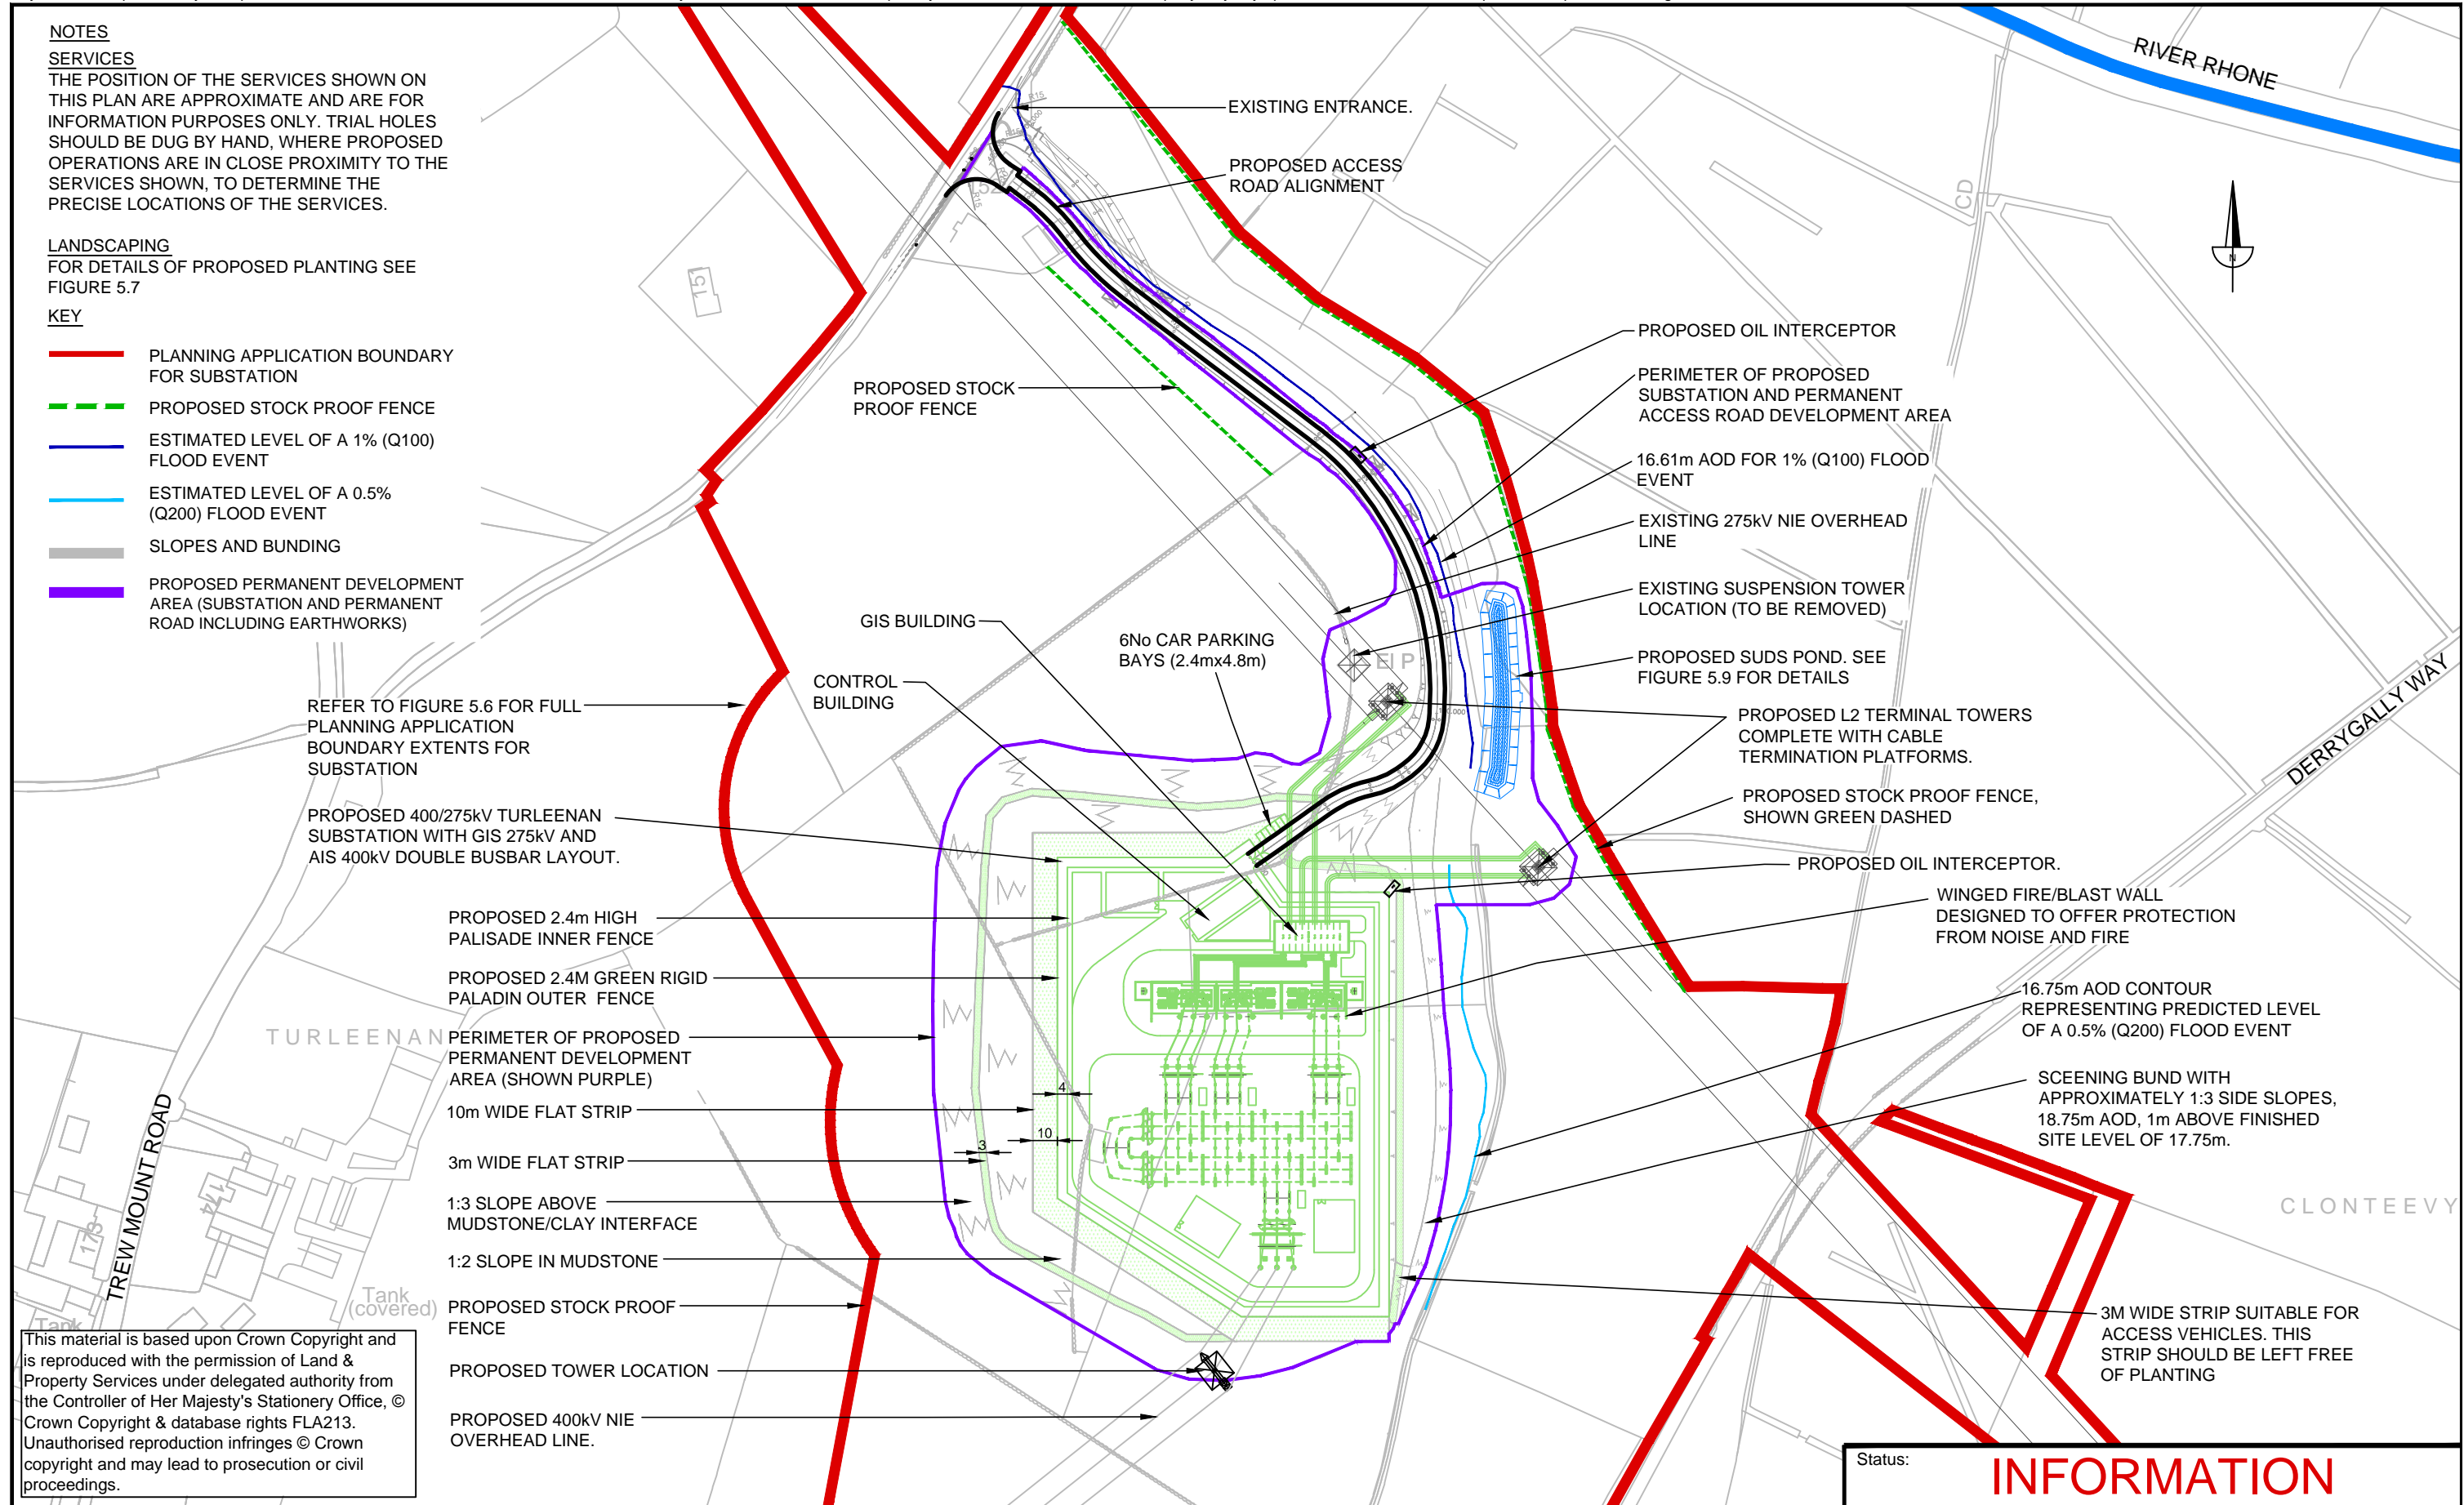 NOTES
SERVICES
THE POSITION OF THE SERVICES SHOWN ON
THIS PLAN ARE APPROXIMATE AND ARE FOR
INFORMATION PURPOSES ONLY. TRIAL HOLES
SHOULD BE DUG BY HAND, WHERE PROPOSED
OPERATIONS ARE IN CLOSE PROXIMITY TO THE
SERVICES SHOWN, TO DETERMINE THE
PRECISE LOCATIONS OF THE SERVICES.
LANDSCAPING
FOR DETAILS OF PROPOSED PLANTING SEE
FIGURE 5.7
KEY
PLANNING APPLICATION BOUNDARY
FOR SUBSTATION
PROPOSED STOCK PROOF FENCE
ESTIMATED LEVEL OF A 1% (Q100)
FLOOD EVENT
ESTIMATED LEVEL OF A 0.5%
(Q200) FLOOD EVENT
SLOPES AND BUNDING
PROPOSED PERMANENT DEVELOPMENT
AREA (SUBSTATION AND PERMANENT
ROAD INCLUDING EARTHWORKS)
REFER TO FIGURE 5.6 FOR FULL
PLANNING APPLICATION
BOUNDARY EXTENTS FOR
SUBSTATION
PROPOSED 400/275kV TURLEENAN
SUBSTATION WITH GIS 275kV AND
AIS 400kV DOUBLE BUSBAR LAYOUT.
PROPOSED 2.4m HIGH
PALISADE INNER FENCE
PROPOSED 2.4M GREEN RIGID
PALADIN OUTER FENCE
PERIMETER OF PROPOSED
PERMANENT DEVELOPMENT
AREA (SHOWN PURPLE)
10m WIDE FLAT STRIP
3m WIDE FLAT STRIP
1:3 SLOPE ABOVE
MUDSTONE/CLAY INTERFACE
1:2 SLOPE IN MUDSTONE
PROPOSED STOCK PROOF
FENCE
PROPOSED TOWER LOCATION
PROPOSED 400kV NIE
OVERHEAD LINE.
TURLEENAN
TREW MOUNT ROAD
173
174
Tank
(covered)
Tank
This material is based upon Crown Copyright and
is reproduced with the permission of Land &
Property Services under delegated authority from
the Controller of Her Majesty's Stationery Office, ©
Crown Copyright & database rights FLA213.
Unauthorised reproduction infringes © Crown
copyright and may lead to prosecution or civil
proceedings.
151
PROPOSED STOCK
PROOF FENCE
GIS BUILDING
CONTROL
BUILDING
6No CAR PARKING
BAYS (2.4mx4.8m)
4
10
3
EXISTING ENTRANCE.
R15
R15
PROPOSED ACCESS
ROAD ALIGNMENT
El P
PROPOSED OIL INTERCEPTOR
PERIMETER OF PROPOSED
SUBSTATION AND PERMANENT
ACCESS ROAD DEVELOPMENT AREA
16.61m AOD FOR 1% (Q100) FLOOD
EVENT
EXISTING 275kV NIE OVERHEAD
LINE
EXISTING SUSPENSION TOWER
LOCATION (TO BE REMOVED)
PROPOSED SUDS POND. SEE
FIGURE 5.9 FOR DETAILS
PROPOSED L2 TERMINAL TOWERS
COMPLETE WITH CABLE
TERMINATION PLATFORMS.
PROPOSED STOCK PROOF FENCE,
SHOWN GREEN DASHED
PROPOSED OIL INTERCEPTOR.
WINGED FIRE/BLAST WALL
DESIGNED TO OFFER PROTECTION
FROM NOISE AND FIRE
16.75m AOD CONTOUR
REPRESENTING PREDICTED LEVEL
OF A 0.5% (Q200) FLOOD EVENT
SCEENING BUND WITH
APPROXIMATELY 1:3 SIDE SLOPES,
18.75m AOD, 1m ABOVE FINISHED
SITE LEVEL OF 17.75m.
3M WIDE STRIP SUITABLE FOR
ACCESS VEHICLES. THIS
STRIP SHOULD BE LEFT FREE
OF PLANTING
RIVER RHONE
CD
N
DERRYGALLY WAY
CLONTEEVY
Status:
INFORMATION